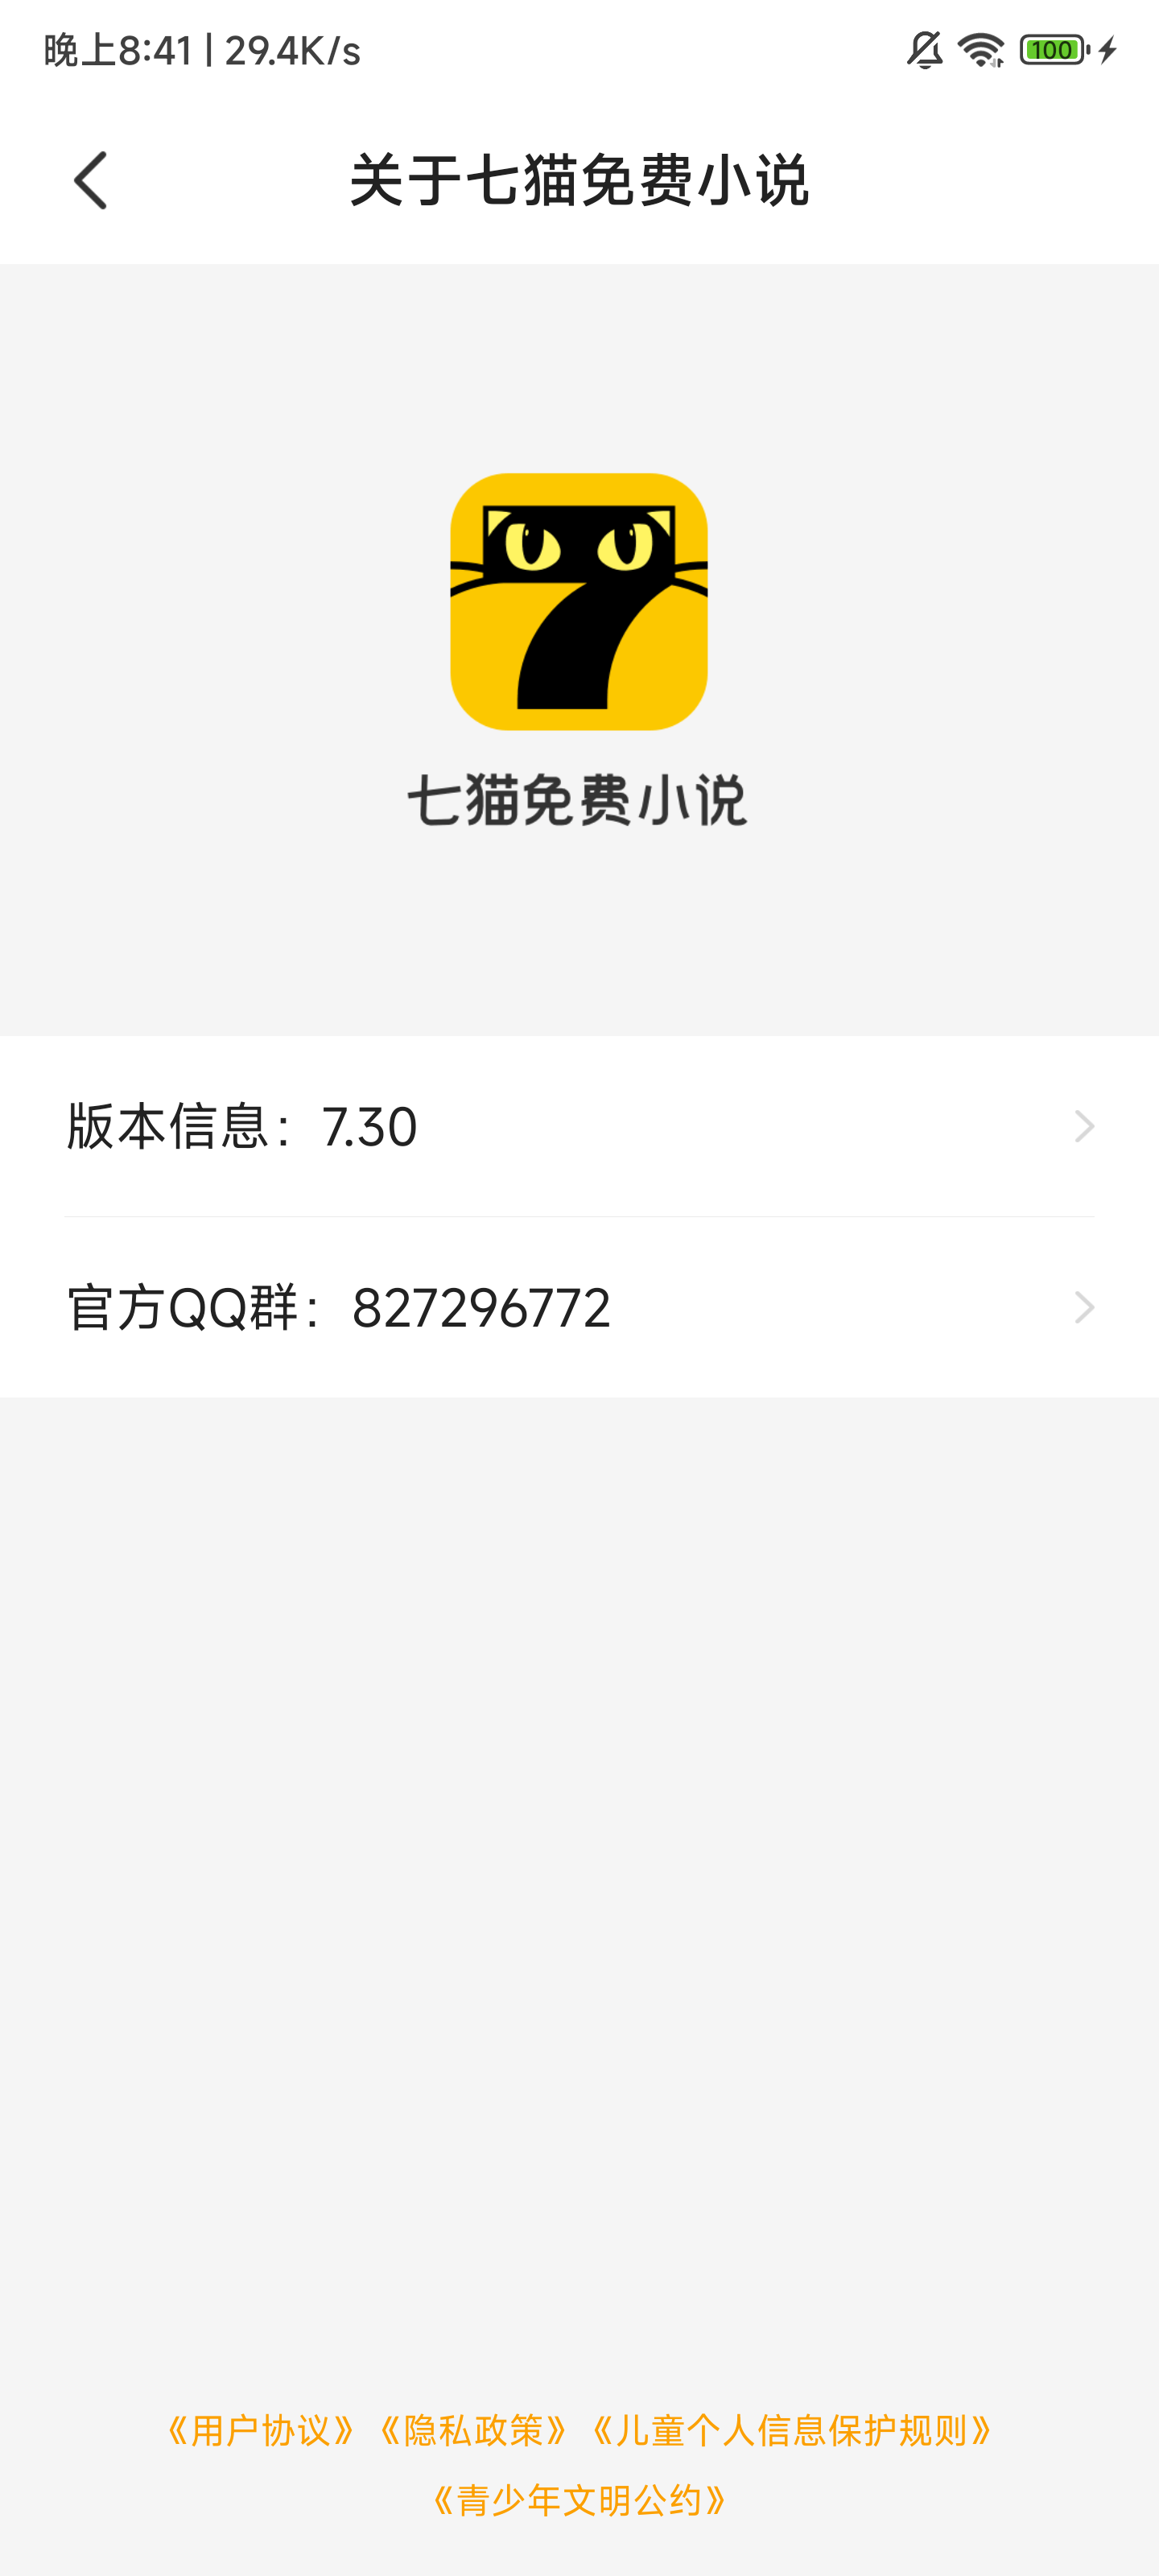 晚上8:41 | 29.4K/s
100
关于七猫免费小说
七猫免费小说
版本信息：7.30
官方QQ群：827296772
《用户协议》《隐私政策》《儿童个人信息保护规则》
《青少年文明公约》